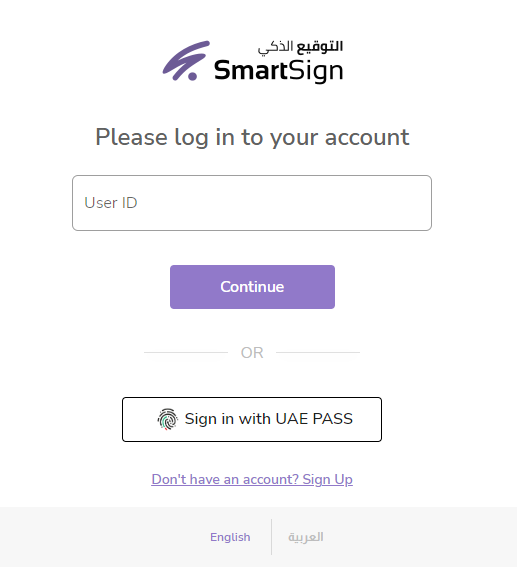 التوقيع الذكي
SmartSign
Please log in to your account
User ID
Continue
OR
Sign in with UAE PASS
Don't have an account? Sign Up
English
العربية